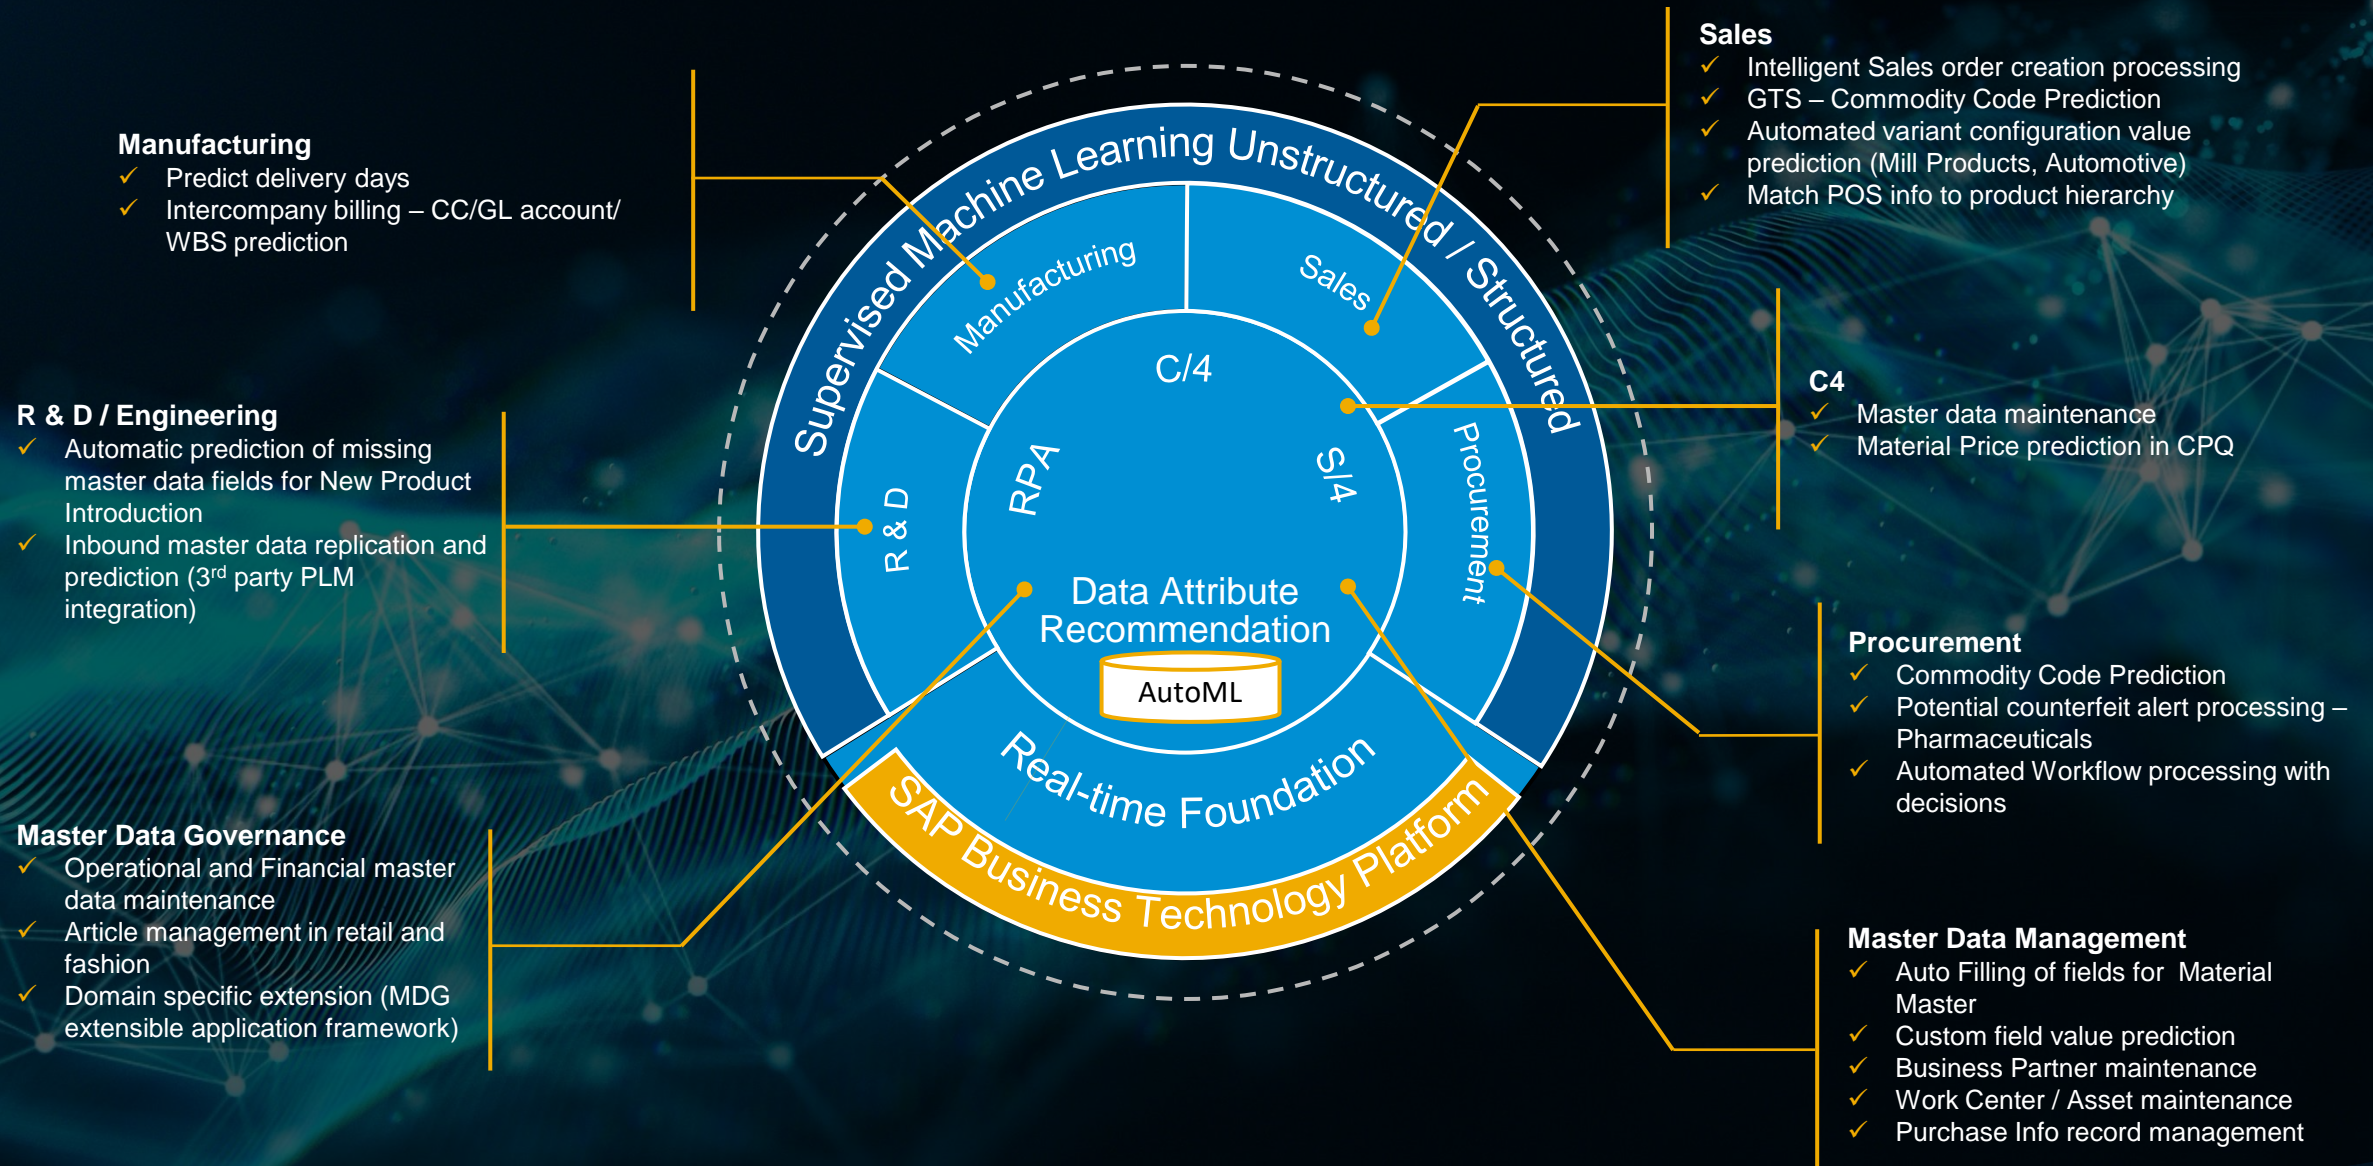 Manufacturing
Predict delivery days
Intercompany billing – CC/GL account/
WBS prediction
R & D / Engineering
Automatic prediction of missing
master data fields for New Product
Introduction
Inbound master data replication and
prediction (3rd party PLM
integration)
Master Data Governance
Operational and Financial master
data maintenance
Article management in retail and
fashion
Domain specific extension (MDG
extensible application framework)
Supervised Machine Learning Unstructured / Structured
Manufacturing
Sales
R & D
Procurement
C/4
RPA
S/4
Data Attribute
Recommendation
AutoML
Real-time Foundation
SAP Business Technology Platform
Sales
Intelligent Sales order creation processing
GTS – Commodity Code Prediction
Automated variant configuration value
prediction (Mill Products, Automotive)
Match POS info to product hierarchy
C4
Master data maintenance
Material Price prediction in CPQ
Procurement
Commodity Code Prediction
Potential counterfeit alert processing –
Pharmaceuticals
Automated Workflow processing with
decisions
Master Data Management
Auto Filling of fields for Material
Master
Custom field value prediction
Business Partner maintenance
Work Center / Asset maintenance
Purchase Info record management